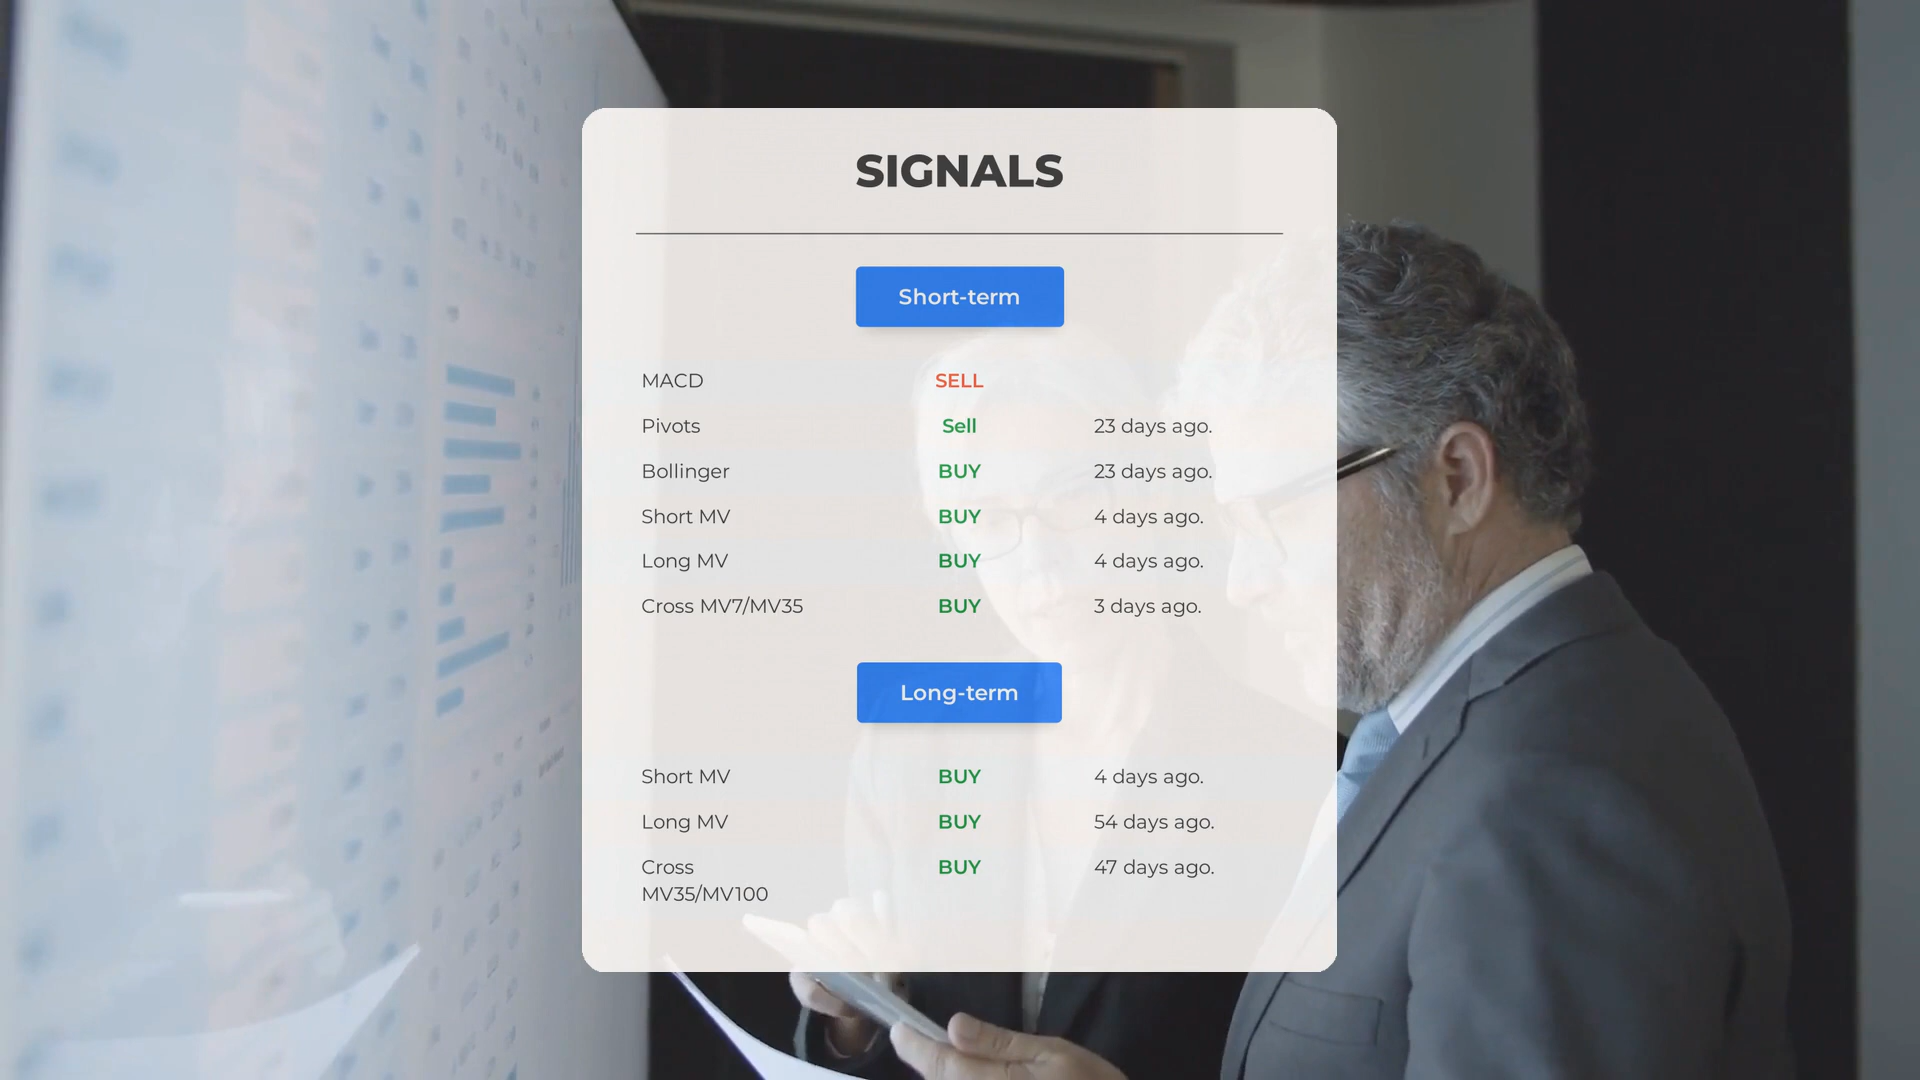 SIGNALS
Short-term
MACD SELL
Pivots Sell 23 days ago.
Bollinger BUY 23 days ago.
Short MV BUY 4 days ago.
Long MV BUY 4 days ago.
Cross MV7/MV35 BUY 3 days ago.
Long-term
Short MV BUY 4 days ago.
Long MV BUY 54 days ago.
Cross BUY 47 days ago.
MV35/MV100